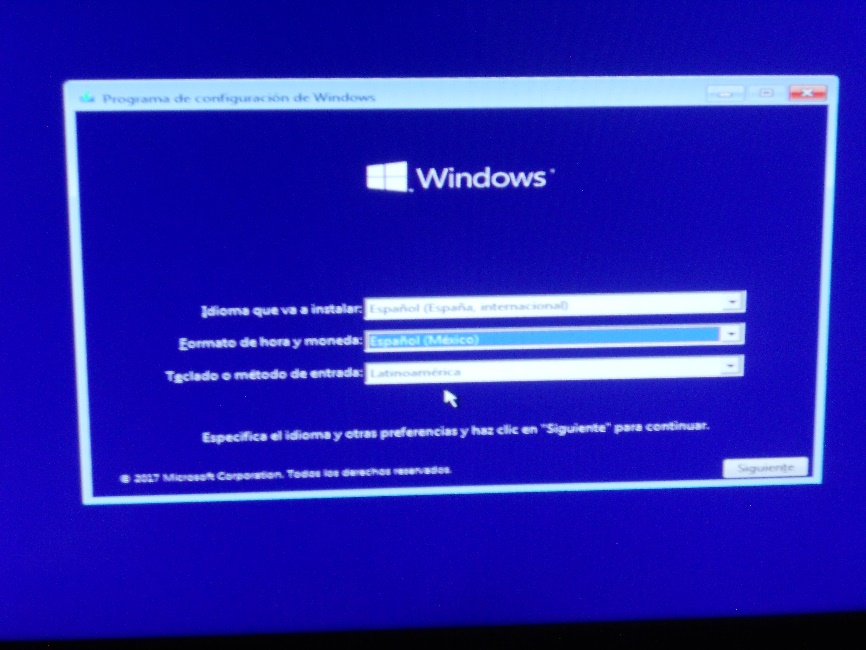 Programa de configuración de Windows
Windows
Idioma que va a instalar: Español (España, internacional)
Formato de hora y moneda: Español (México)
Teclado o método de entrada: Latinoamérica
Especifica el idioma y otras preferencias y haz clic en "Siguiente" para continuar.
© 2017 Microsoft Corporation. Todos los derechos reservados.
Siguiente